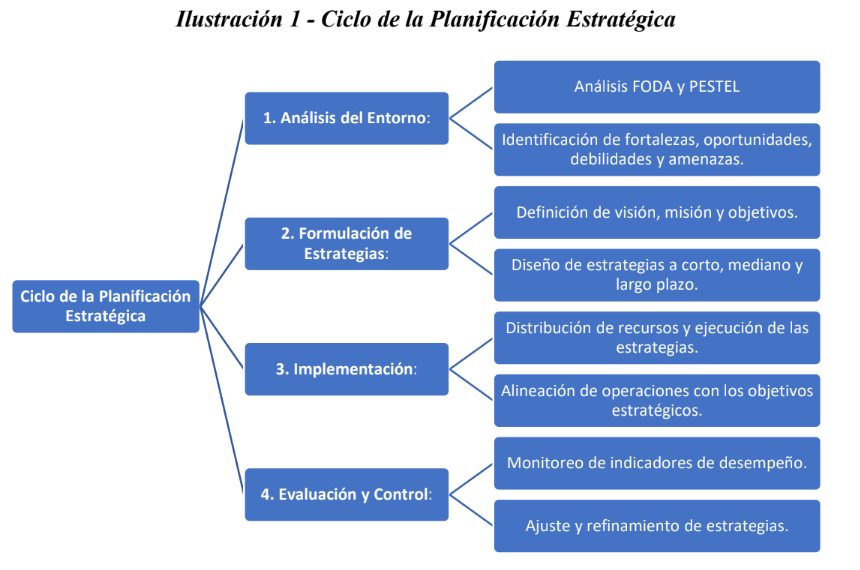 Ilustración 1 - Ciclo de la Planificación Estratégica
Ciclo de la Planificación
Estratégica
1. Análisis del Entorno:
Análisis FODA y PESTEL
Identificación de fortalezas, oportunidades,
debilidades y amenazas.
2. Formulación de
Estrategias:
Definición de visión, misión y objetivos.
Diseño de estrategias a corto, mediano y
largo plazo.
3. Implementación:
Distribución de recursos y ejecución de las
estrategias.
Alineación de operaciones con los objetivos
estratégicos.
4. Evaluación y Control:
Monitoreo de indicadores de desempeño.
Ajuste y refinamiento de estrategias.